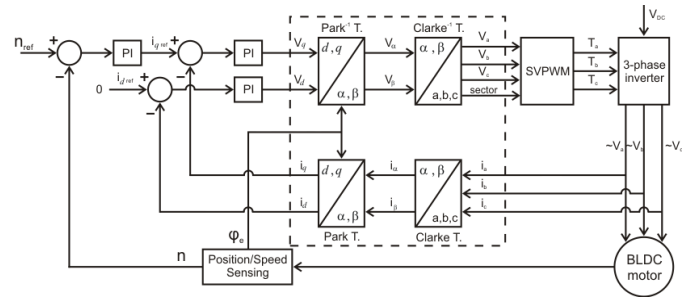 Park⁻¹ T.
Clarke⁻¹ T.
V_DC
n_ref
+
−
PI
i_q ref
+
−
PI
V_q
d,q
α,β
V_α
V_β
α,β
a,b,c
V_a
V_b
V_c
sector
SVPWM
T_a
T_b
T_c
3-phase
inverter
0
i_d ref
+
−
PI
V_d
~V_a
~V_b
~V_c
i_q
i_d
d,q
α,β
i_α
i_β
α,β
a,b,c
i_a
i_b
i_c
Park T.
Clarke T.
φ_e
n
Position/Speed
Sensing
BLDC
motor